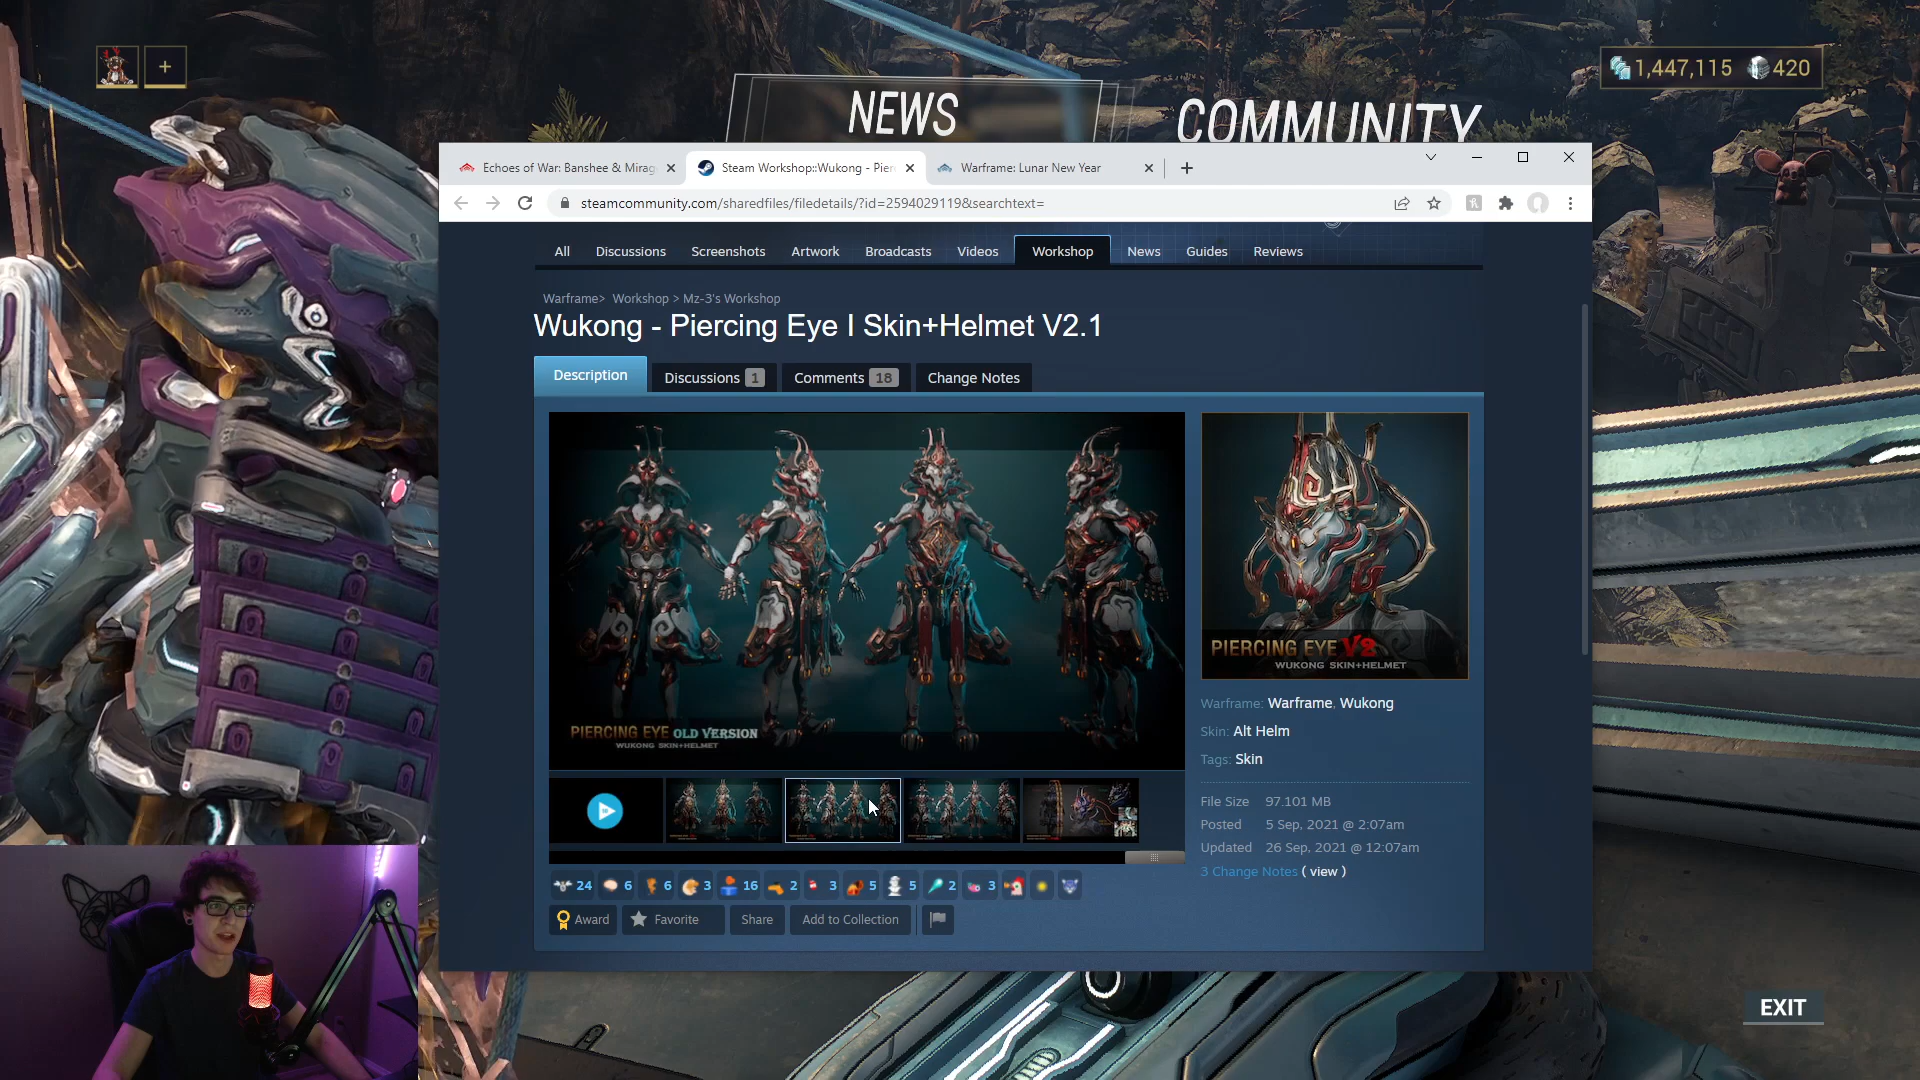 1,447,115 420
NEWS
COMMUNITY
Echoes of War: Banshee & Mirag
Steam Workshop::Wukong - Pier
Warframe: Lunar New Year
steamcommunity.com/sharedfiles/filedetails/?id=2594029119&searchtext=
All Discussions Screenshots Artwork Broadcasts Videos Workshop News Guides Reviews
Warframe> Workshop > Mz-3's Workshop
Wukong - Piercing Eye I Skin+Helmet V2.1
Description Discussions 1 Comments 18 Change Notes
PIERCING EYE OLD VERSION
WUKONG SKIN+HELMET
PIERCING EYE V2
WUKONG SKIN+HELMET
Warframe: Warframe, Wukong
Skin: Alt Helm
Tags: Skin
File Size 97.101 MB
Posted 5 Sep, 2021 @ 2:07am
Updated 26 Sep, 2021 @ 12:07am
3 Change Notes ( view )
24 6 6 3 16 2 3 5 5 2 3
Award Favorite Share Add to Collection
EXIT